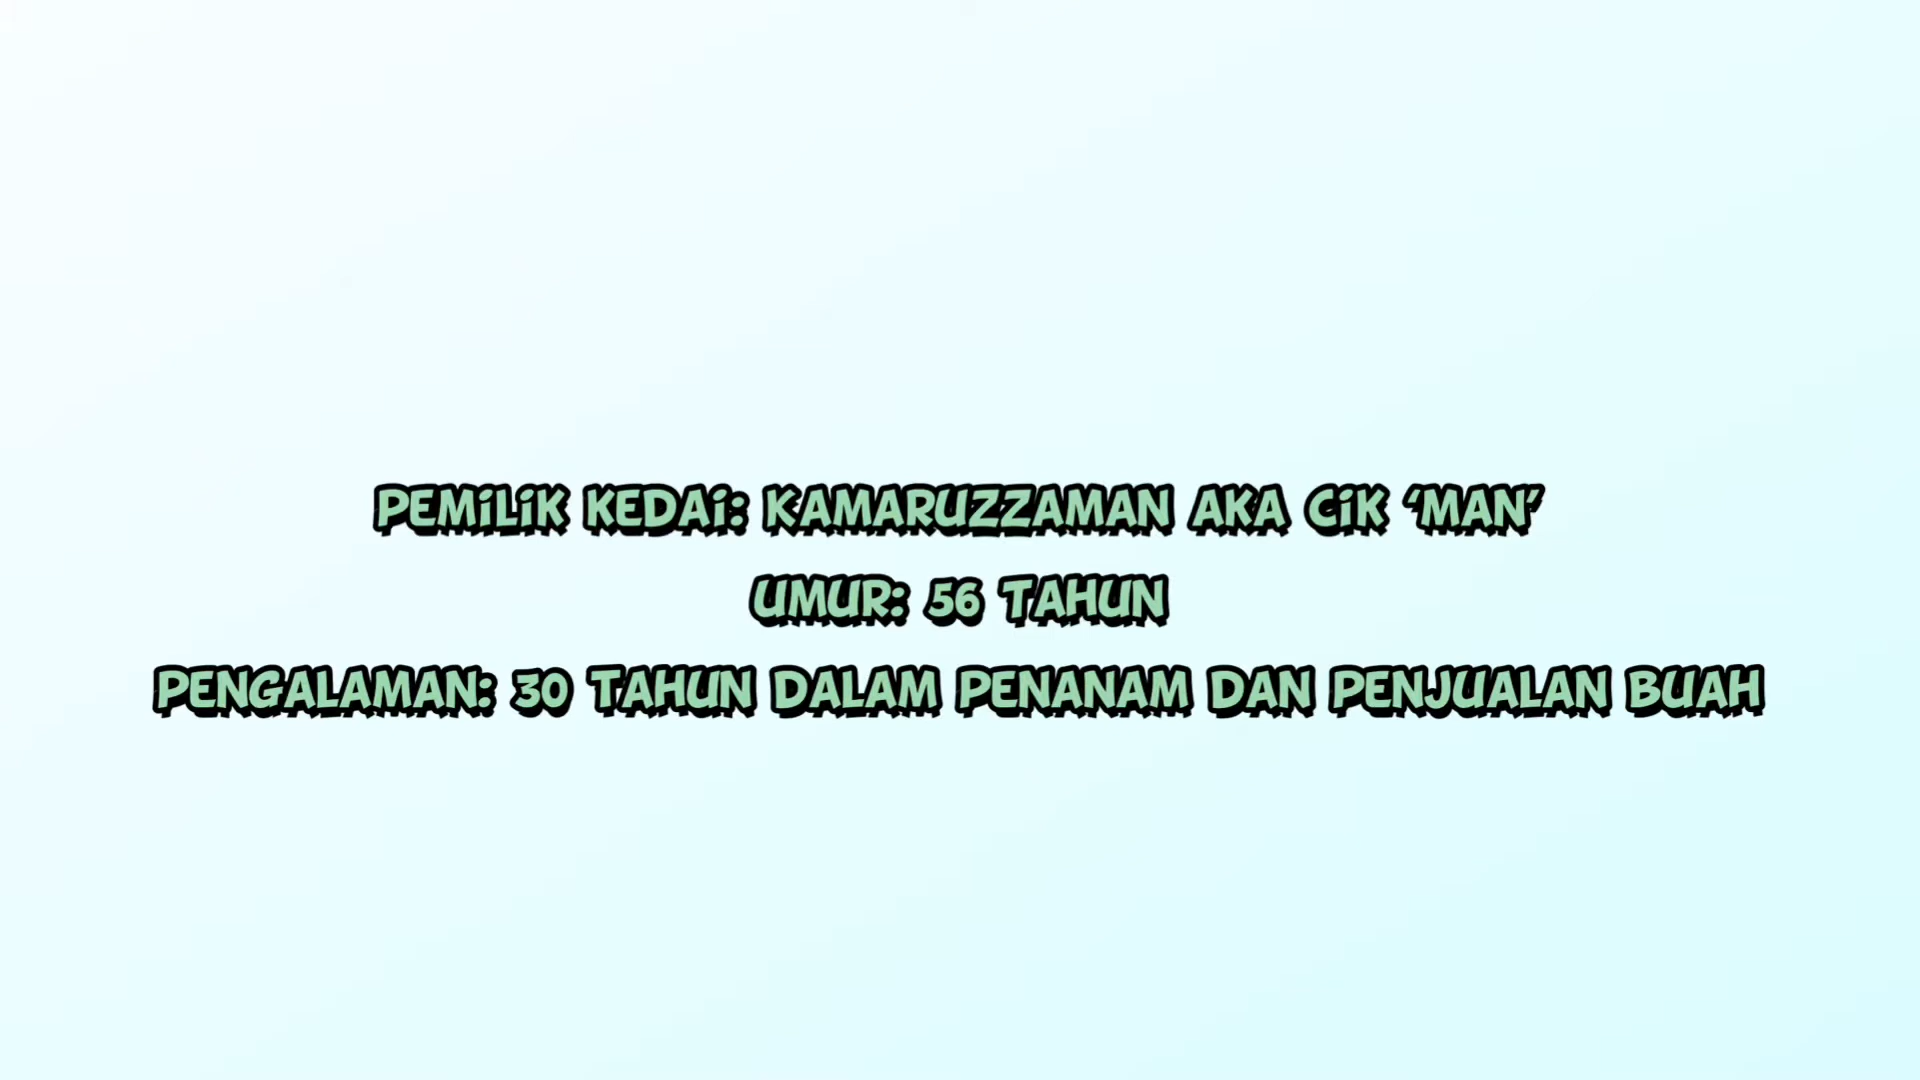 PEMILIK KEDAI: KAMARUZZAMAN AKA CIK ‘MAN’
UMUR: 56 TAHUN
PENGALAMAN: 30 TAHUN DALAM PENANAM DAN PENJUALAN BUAH